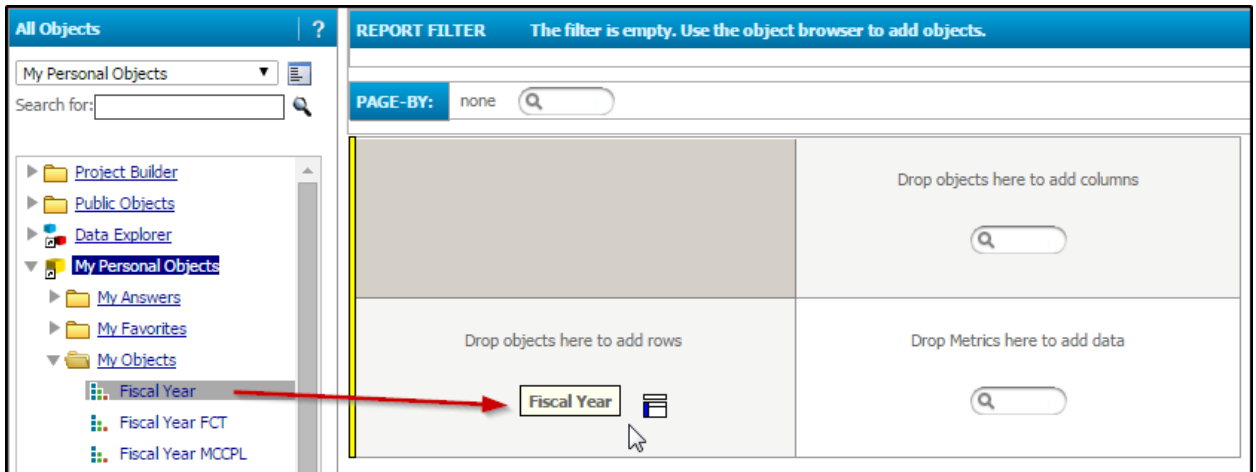 All Objects
?
My Personal Objects
Search for:
Project Builder
Public Objects
Data Explorer
My Personal Objects
My Answers
My Favorites
My Objects
Fiscal Year
Fiscal Year FCT
Fiscal Year MCCPL
REPORT FILTER The filter is empty. Use the object browser to add objects.
PAGE-BY: none
Drop objects here to add columns
Drop objects here to add rows
Fiscal Year
Drop Metrics here to add data